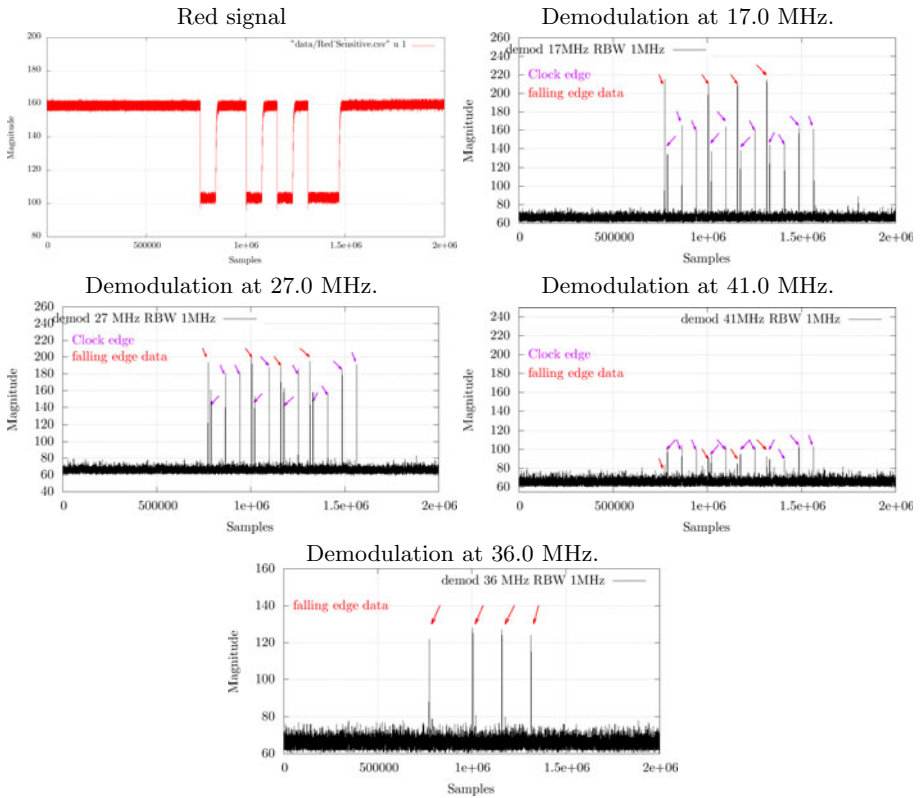 Red signal
"data/Red'Sensitive.csv" u 1
200
180
160
140
120
100
80
Magnitude
0
500000
1e+06
1.5e+06
2e+06
Samples
Demodulation at 17.0 MHz.
demod 17MHz RBW 1MHz
Clock edge
falling edge data
260
240
220
200
180
160
140
120
100
80
60
Magnitude
0
500000
1e+06
1.5e+06
2e+06
Samples
Demodulation at 27.0 MHz.
demod 27 MHz RBW 1MHz
Clock edge
falling edge data
260
240
220
200
180
160
140
120
100
80
60
40
Magnitude
0
500000
1e+06
1.5e+06
2e+06
Samples
Demodulation at 41.0 MHz.
demod 41MHz RBW 1MHz
Clock edge
falling edge data
260
240
220
200
180
160
140
120
100
80
60
Magnitude
0
500000
1e+06
1.5e+06
2e+06
Samples
Demodulation at 36.0 MHz.
demod 36 MHz RBW 1MHz
falling edge data
160
140
120
100
80
60
Magnitude
0
500000
1e+06
1.5e+06
2e+06
Samples